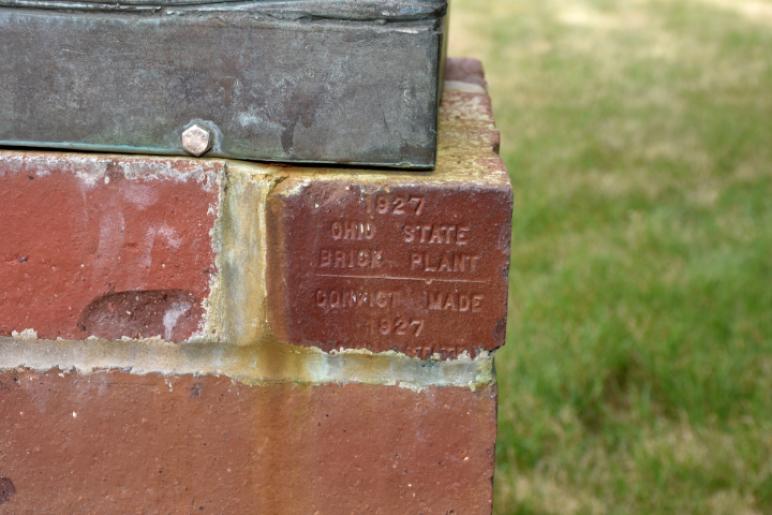 1927
OHIO STATE
BRICK PLANT
CONVICT MADE
1927